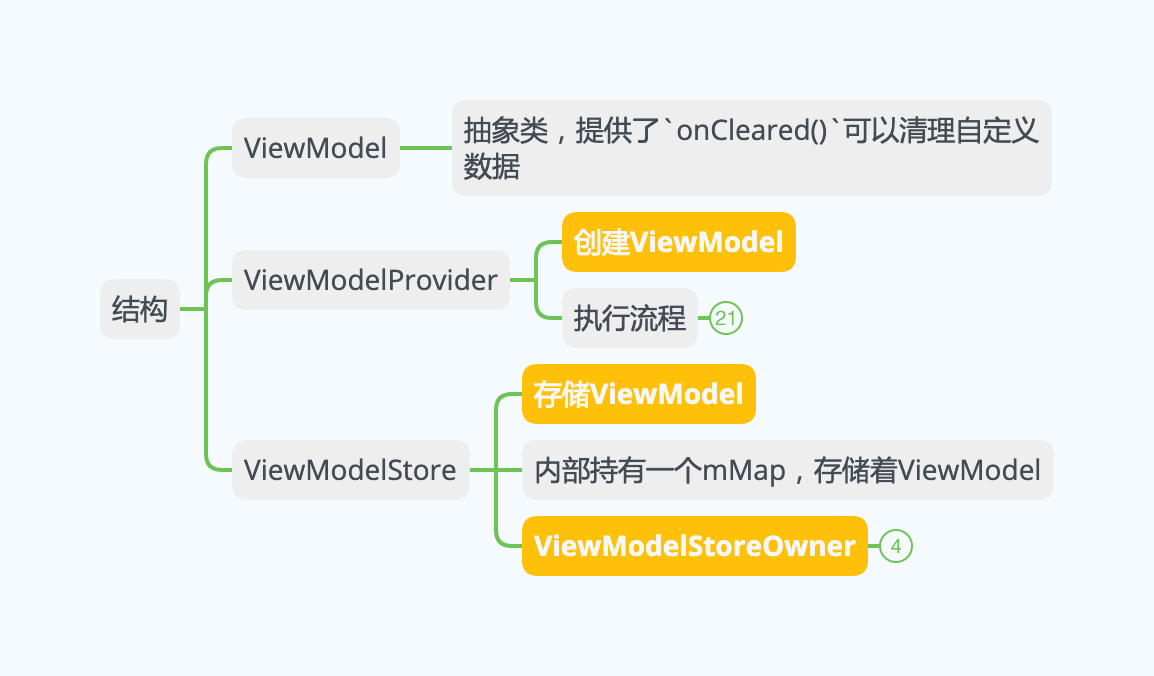 结构
ViewModel
抽象类，提供了`onCleared()`可以清理自定义
数据
ViewModelProvider
创建ViewModel
执行流程
21
ViewModelStore
存储ViewModel
内部持有一个mMap，存储着ViewModel
ViewModelStoreOwner
4